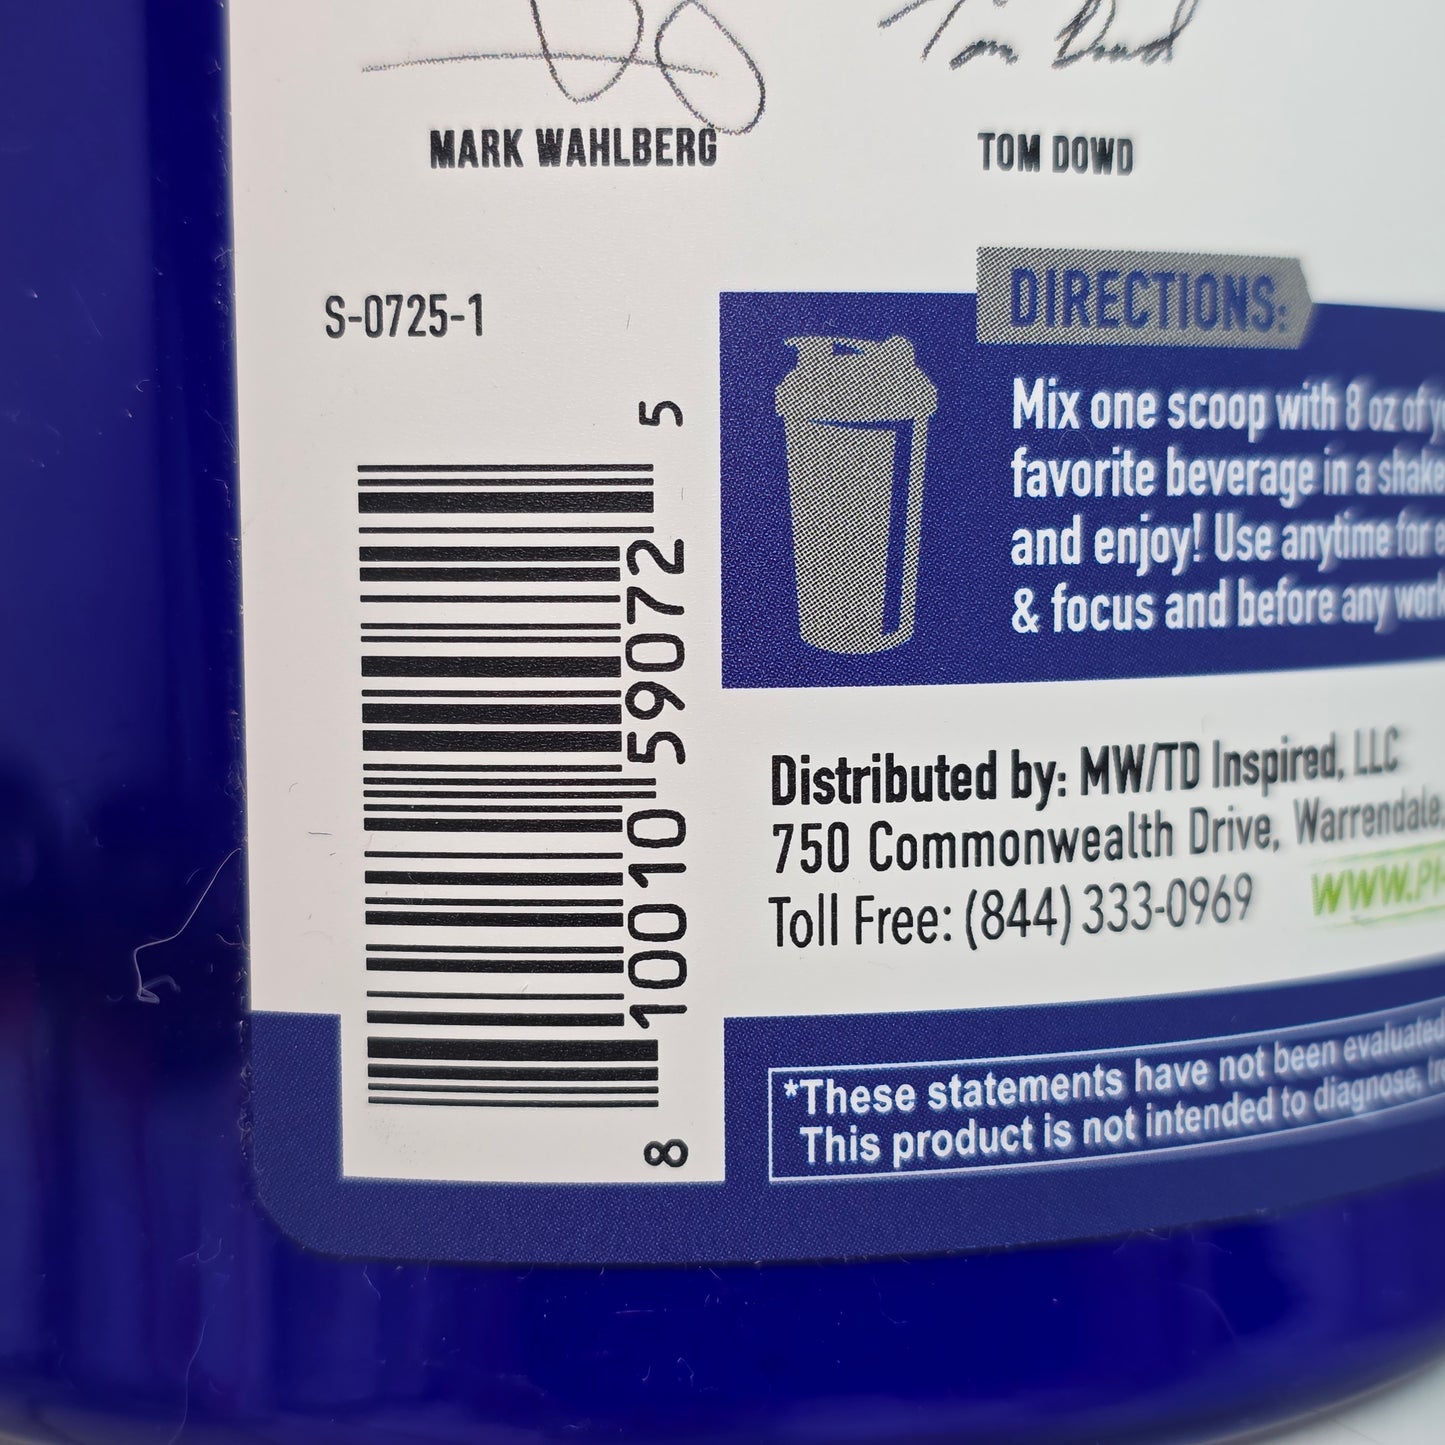 Tom Dowd
MARK WAHLBERG
TOM DOWD
S-0725-1
DIRECTIONS:
Mix one scoop with 8 oz of
favorite beverage in a
and enjoy! Use anytime for
& focus and before any
8 10010 59072 5
Distributed by: MW/TD Inspired, LLC
750 Commonwealth Drive, Warrendale,
Toll Free: (844) 333-0969
*These statements have not been evaluated
This product is not intended to diagnose,